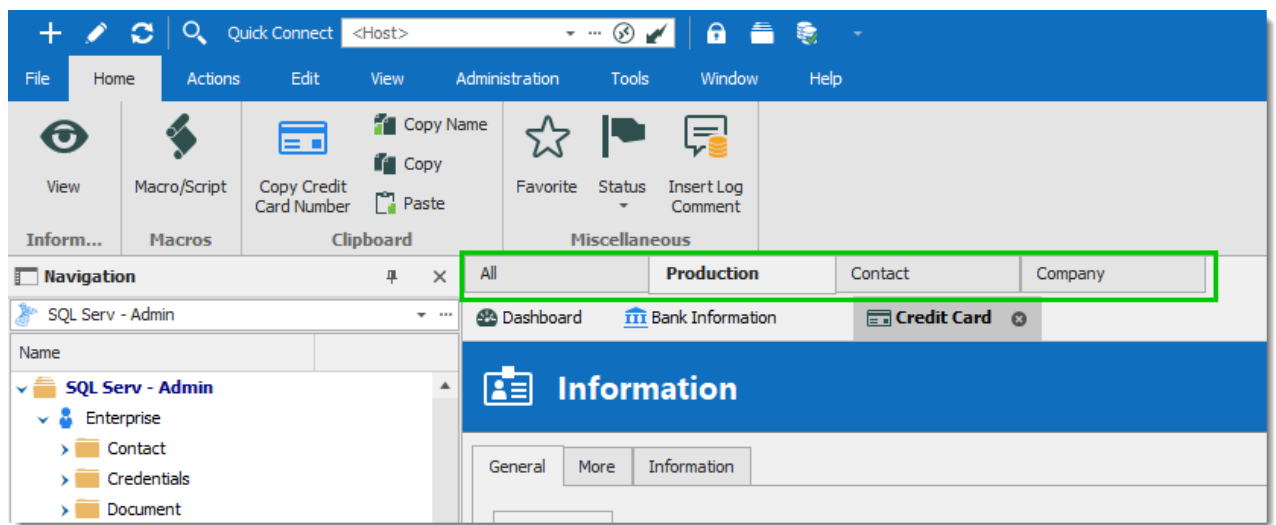 Quick Connect <Host>
File Home Actions Edit View Administration Tools Window Help
Copy Name
Copy
View Macro/Script Copy Credit Card Number Paste Favorite Status Insert Log Comment
Inform... Macros Clipboard Miscellaneous
Navigation All Production Contact Company
SQL Serv - Admin Dashboard Bank Information Credit Card
Name
SQL Serv - Admin Information
Enterprise
Contact
General More Information
Credentials
Document